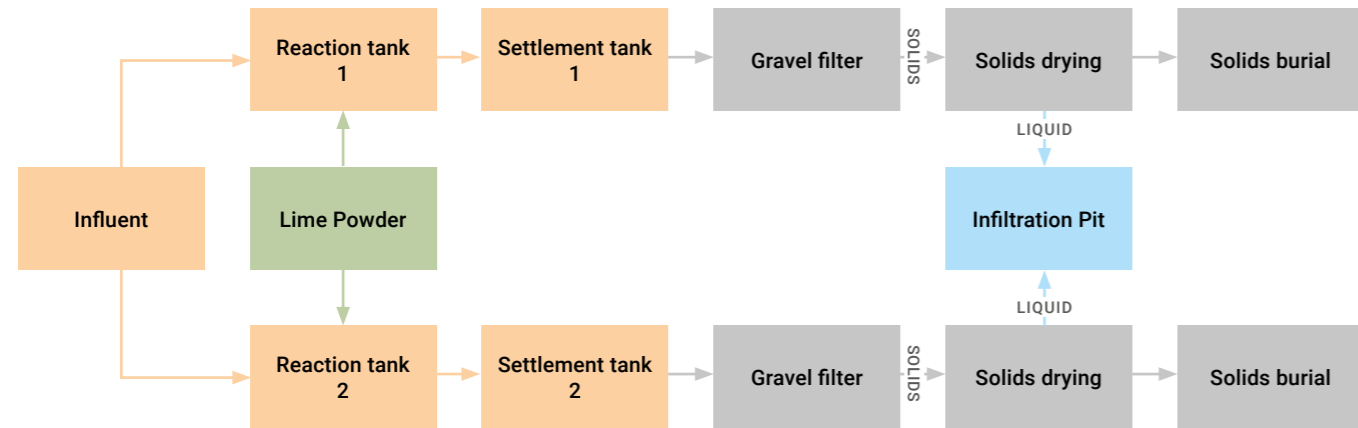 Reaction tank
1
Settlement tank
1
Gravel filter
SOLIDS
Solids drying
Solids burial
LIQUID
Influent
Lime Powder
Infiltration Pit
LIQUID
Reaction tank
2
Settlement tank
2
Gravel filter
SOLIDS
Solids drying
Solids burial